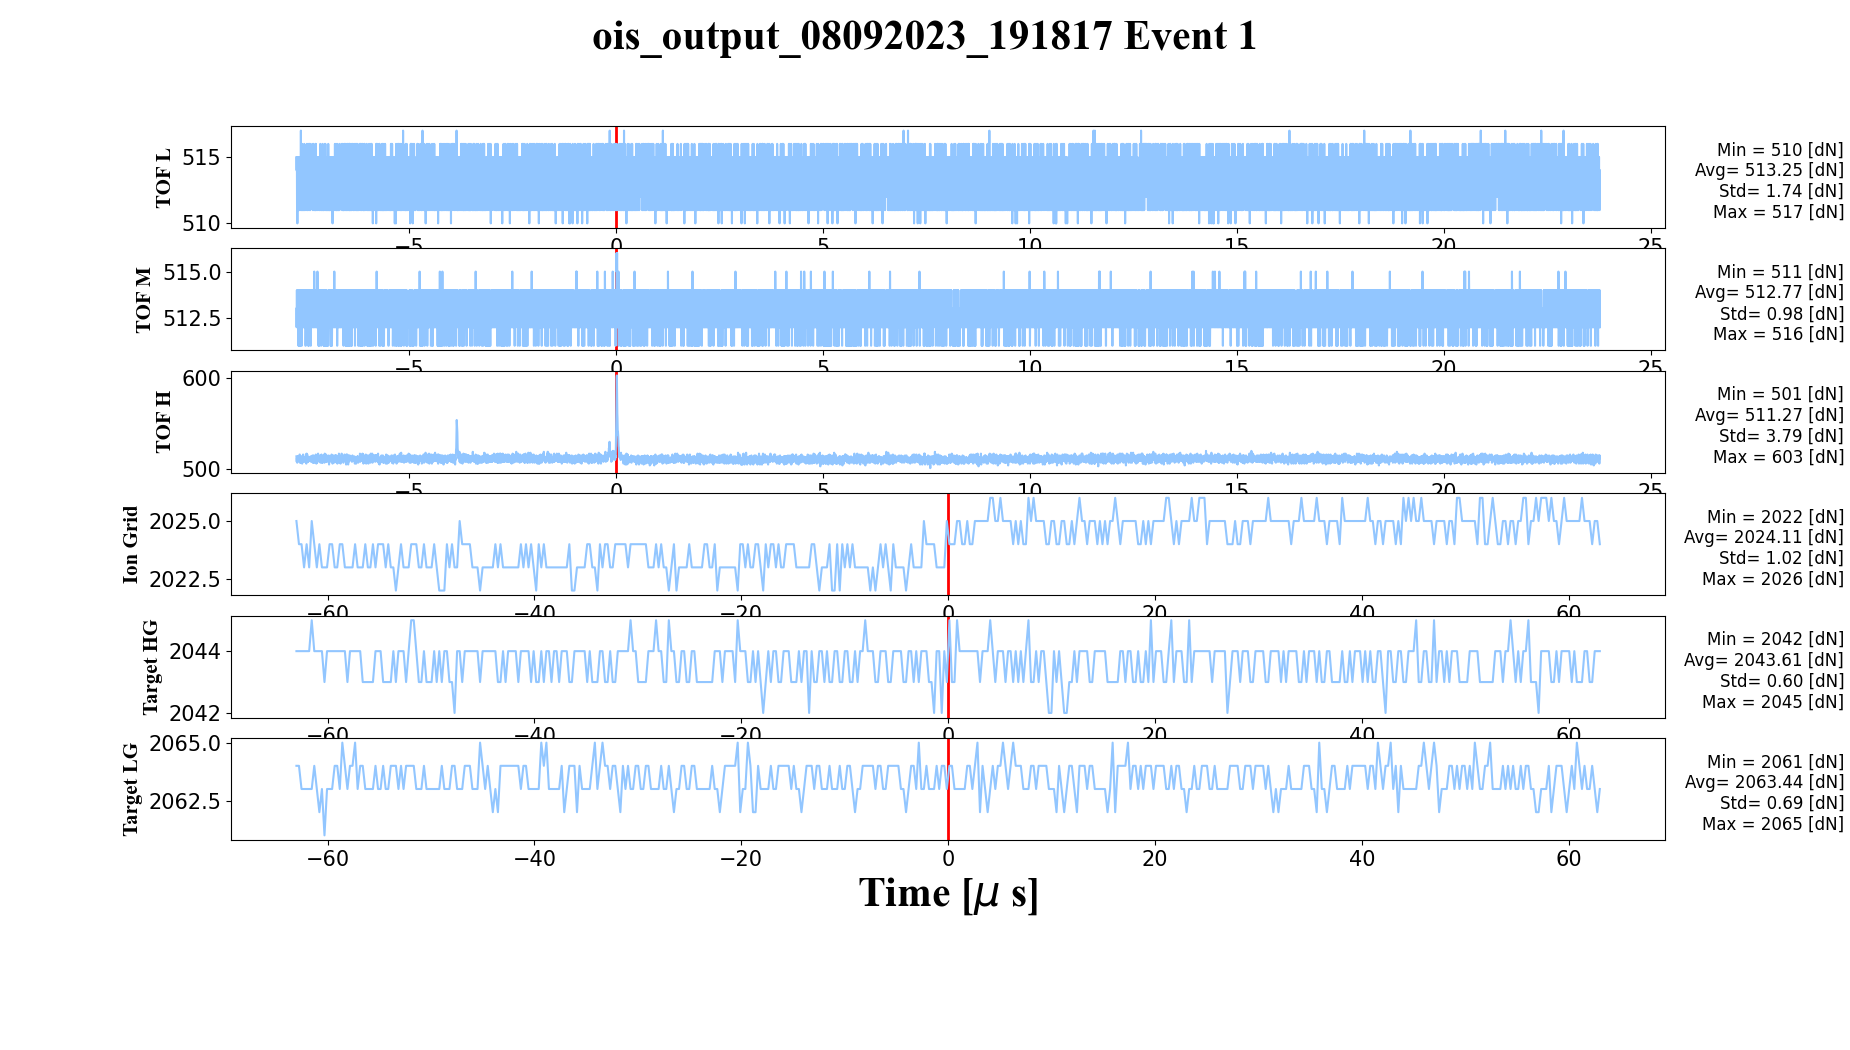 ois_output_08092023_191817 Event 1
TOF L
515
510
−5
0
5
10
15
20
25
Min = 510 [dN]
Avg= 513.25 [dN]
Std= 1.74 [dN]
Max = 517 [dN]
TOF M
515.0
512.5
−5
0
5
10
15
20
25
Min = 511 [dN]
Avg= 512.77 [dN]
Std= 0.98 [dN]
Max = 516 [dN]
TOF H
600
500
−5
0
5
10
15
20
25
Min = 501 [dN]
Avg= 511.27 [dN]
Std= 3.79 [dN]
Max = 603 [dN]
Ion Grid
2025.0
2022.5
−60
−40
−20
0
20
40
60
Min = 2022 [dN]
Avg= 2024.11 [dN]
Std= 1.02 [dN]
Max = 2026 [dN]
Target HG
2044
2042
−60
−40
−20
0
20
40
60
Min = 2042 [dN]
Avg= 2043.61 [dN]
Std= 0.60 [dN]
Max = 2045 [dN]
Target LG
2065.0
2062.5
−60
−40
−20
0
20
40
60
Min = 2061 [dN]
Avg= 2063.44 [dN]
Std= 0.69 [dN]
Max = 2065 [dN]
Time [μ s]